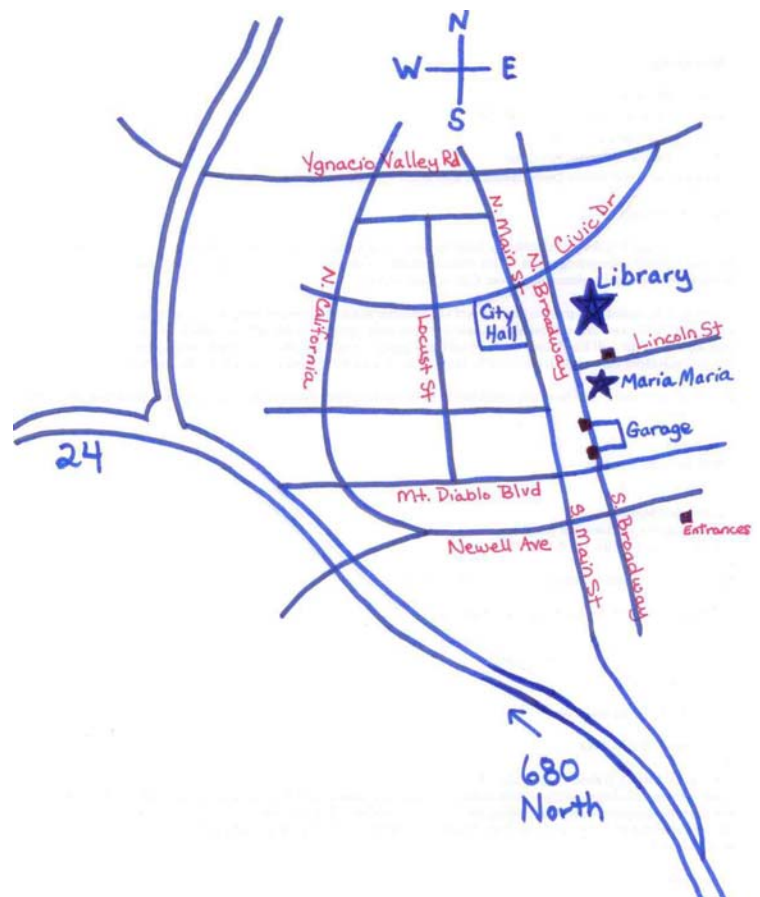 N
W E
S
Ygnacio Valley Rd
N. Main St
Civic Dr
N. Broadway
Library
N. California
Locust St
City
Hall
Lincoln St
Maria Maria
Garage
24
Mt. Diablo Blvd
Newell Ave
S. Main St
S. Broadway
Entrances
680
North